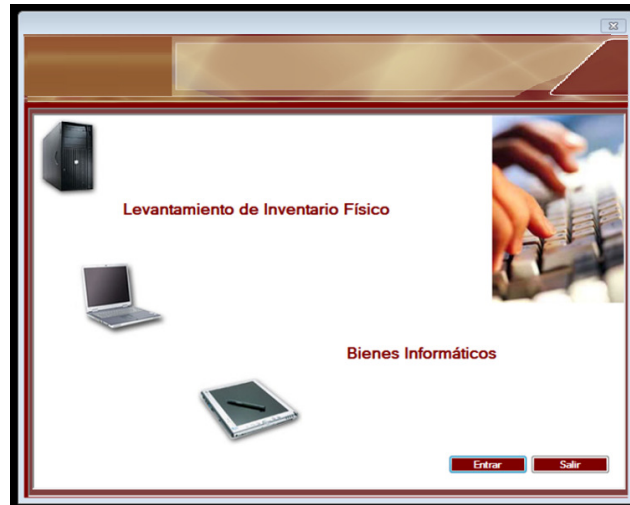 Levantamiento de Inventario Físico
Bienes Informáticos
Entrar Salir